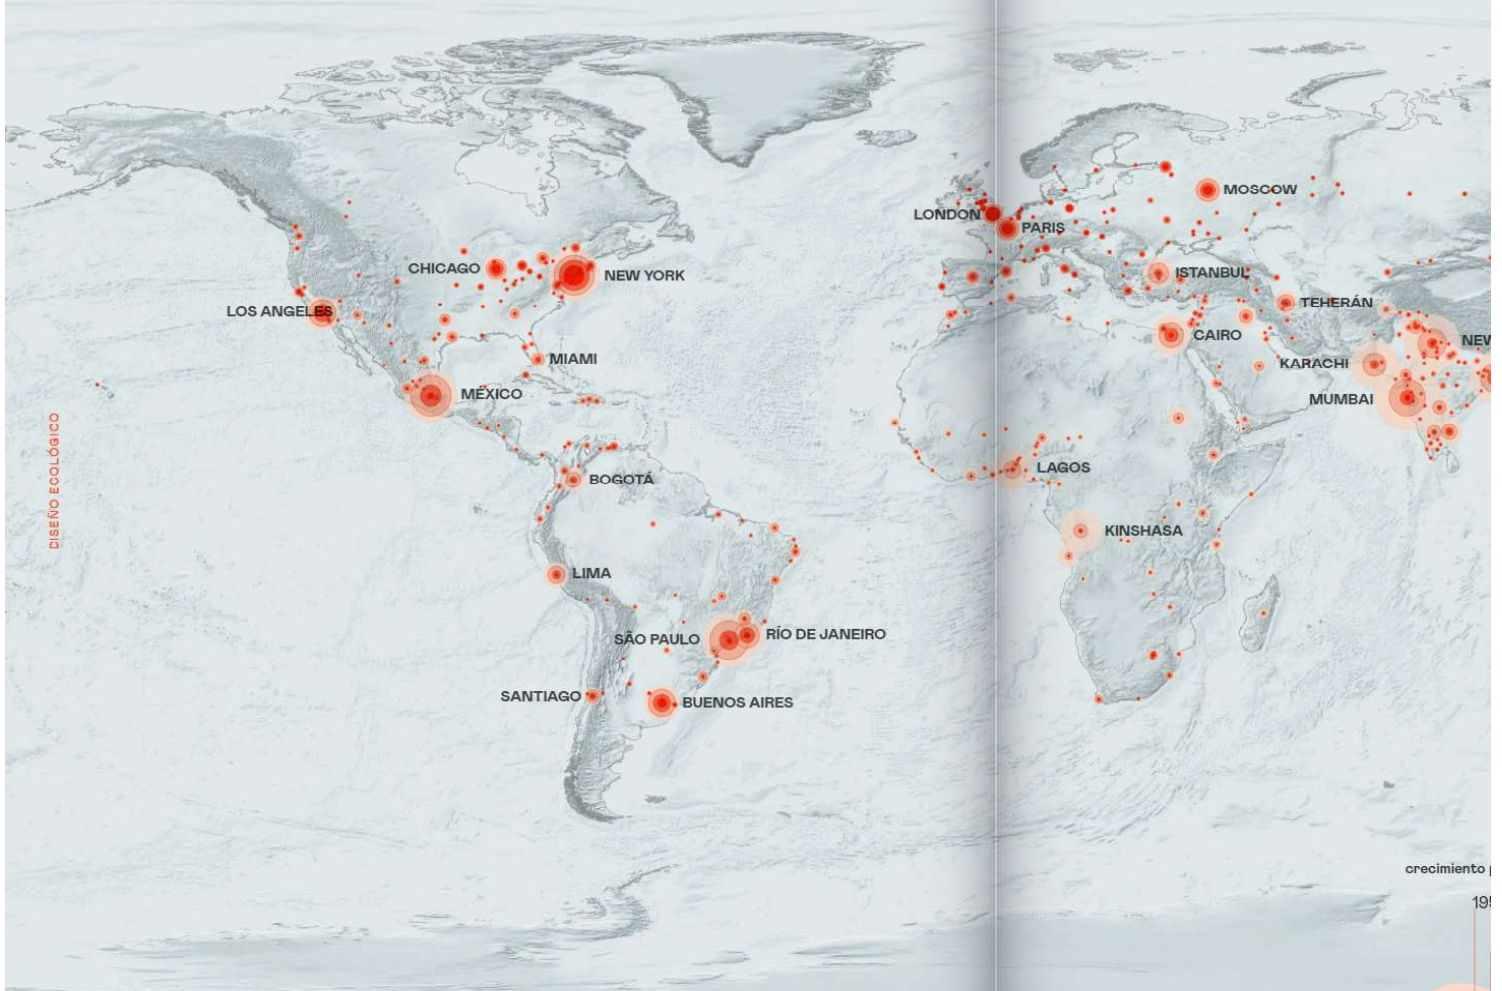 MOSCOW
LONDON
PARIS
CHICAGO
NEW YORK
ISTANBUL
LOS ANGELES
TEHERÁN
CAIRO
MIAMI
KARACHI
MÉXICO
MUMBAI
DISEÑO ECOLÓGICO
BOGOTÁ
LAGOS
KINSHASA
LIMA
SÃO PAULO
RÍO DE JANEIRO
SANTIAGO
BUENOS AIRES
crecimiento